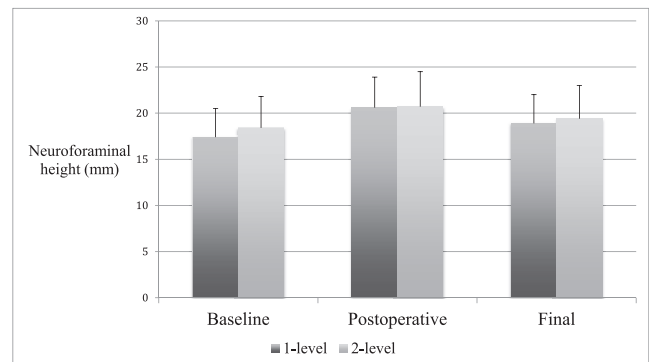 30
25
20
15
10
5
0
Neuroforaminal
height (mm)
Baseline Postoperative Final
1-level 2-level